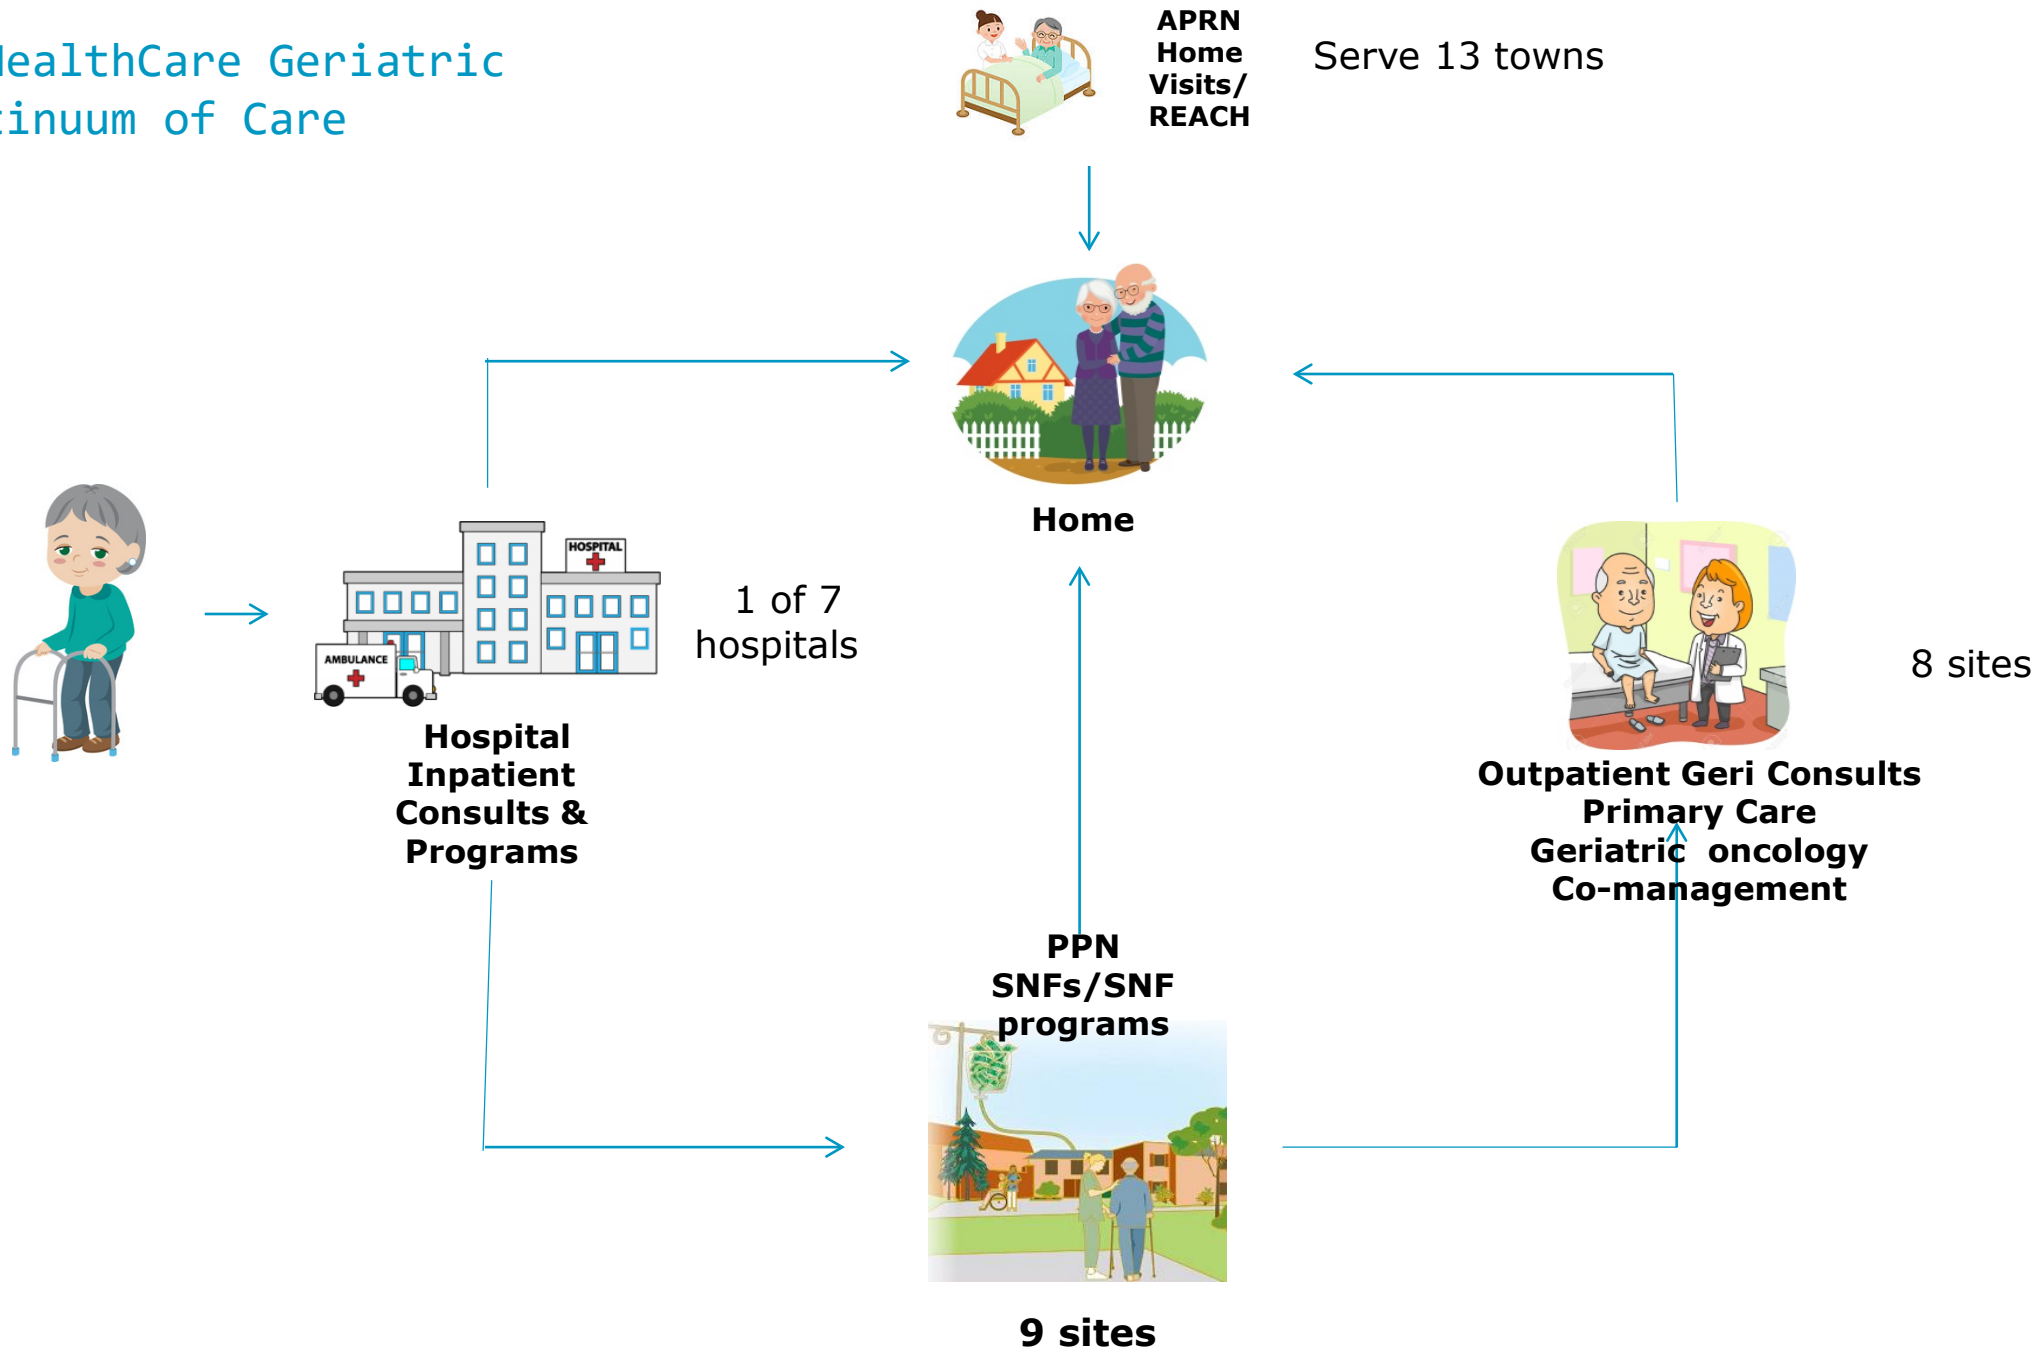 HealthCare Geriatric
tinuum of Care
APRN
Home
Visits/
REACH
Serve 13 towns
Home
HOSPITAL
AMBULANCE
1 of 7
hospitals
Hospital
Inpatient
Consults &
Programs
8 sites
Outpatient Geri Consults
Primary Care
Geriatric oncology
Co-management
PPN
SNFs/SNF
programs
9 sites